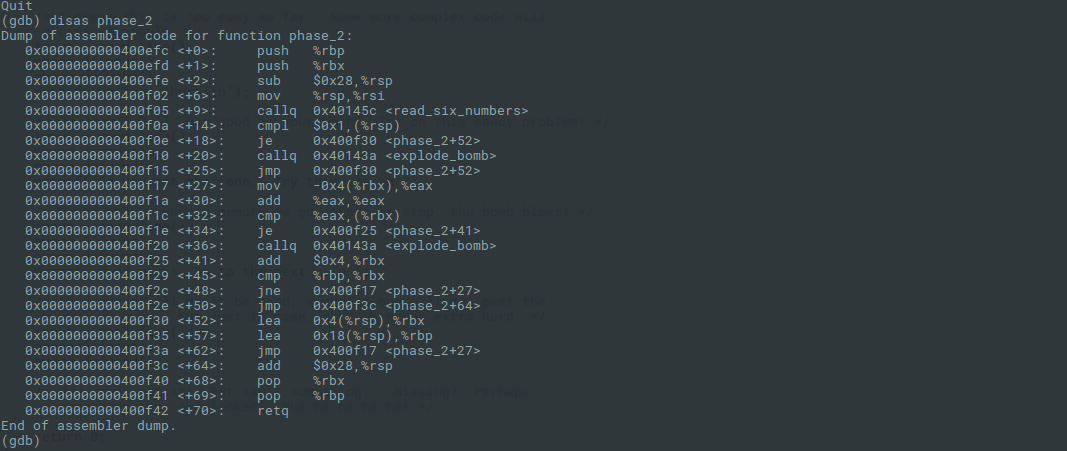 Quit
(gdb) disas phase_2
Dump of assembler code for function phase_2:
   0x0000000000400efc <+0>:     push   %rbp
   0x0000000000400efd <+1>:     push   %rbx
   0x0000000000400efe <+2>:     sub    $0x28,%rsp
   0x0000000000400f02 <+6>:     mov    %rsp,%rsi
   0x0000000000400f05 <+9>:     callq  0x40145c <read_six_numbers>
   0x0000000000400f0a <+14>:    cmpl   $0x1,(%rsp)
   0x0000000000400f0e <+18>:    je     0x400f30 <phase_2+52>
   0x0000000000400f10 <+20>:    callq  0x40143a <explode_bomb>
   0x0000000000400f15 <+25>:    jmp    0x400f30 <phase_2+52>
   0x0000000000400f17 <+27>:    mov    -0x4(%rbx),%eax
   0x0000000000400f1a <+30>:    add    %eax,%eax
   0x0000000000400f1c <+32>:    cmp    %eax,(%rbx)
   0x0000000000400f1e <+34>:    je     0x400f25 <phase_2+41>
   0x0000000000400f20 <+36>:    callq  0x40143a <explode_bomb>
   0x0000000000400f25 <+41>:    add    $0x4,%rbx
   0x0000000000400f29 <+45>:    cmp    %rbp,%rbx
   0x0000000000400f2c <+48>:    jne    0x400f17 <phase_2+27>
   0x0000000000400f2e <+50>:    jmp    0x400f3c <phase_2+64>
   0x0000000000400f30 <+52>:    lea    0x4(%rsp),%rbx
   0x0000000000400f35 <+57>:    lea    0x18(%rsp),%rbp
   0x0000000000400f3a <+62>:    jmp    0x400f17 <phase_2+27>
   0x0000000000400f3c <+64>:    add    $0x28,%rsp
   0x0000000000400f40 <+68>:    pop    %rbx
   0x0000000000400f41 <+69>:    pop    %rbp
   0x0000000000400f42 <+70>:    retq
End of assembler dump.
(gdb)